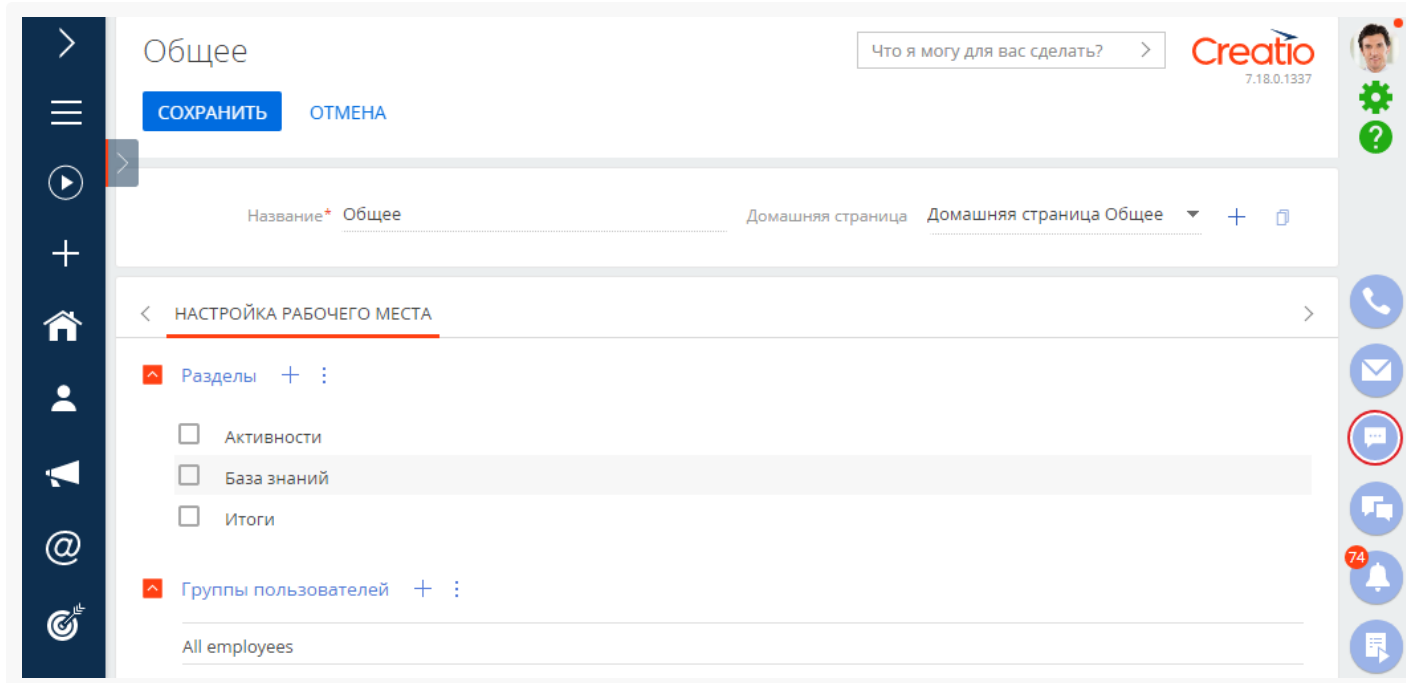 Общее
Что я могу для вас сделать?
Creatio
7.18.0.1337
СОХРАНИТЬ ОТМЕНА
Название* Общее Домашняя страница Домашняя страница Общее
НАСТРОЙКА РАБОЧЕГО МЕСТА
Разделы
Активности
База знаний
Итоги
74
Группы пользователей
All employees